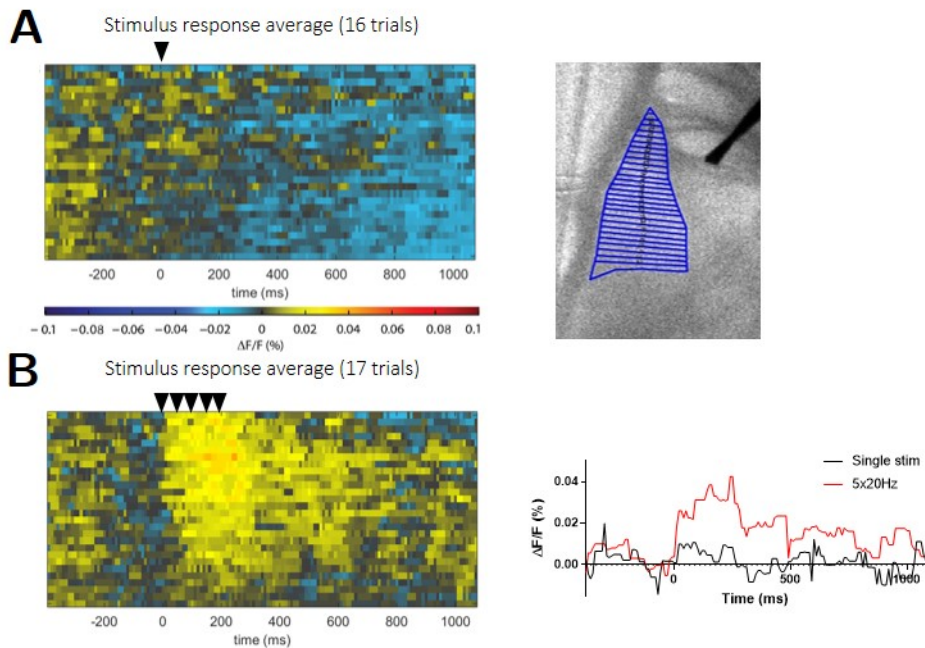 A
Stimulus response average (16 trials)
-200 0 200 400 600 800 1000
time (ms)
−0.1 −0.08 −0.06 −0.04 −0.02 0 0.02 0.04 0.06 0.08 0.1
ΔF/F (%)
B
Stimulus response average (17 trials)
-200 0 200 400 600 800 1000
time (ms)
Single stim
5x20Hz
0.04
0.02
0.00
ΔF/F (%)
0 500 1000
Time (ms)